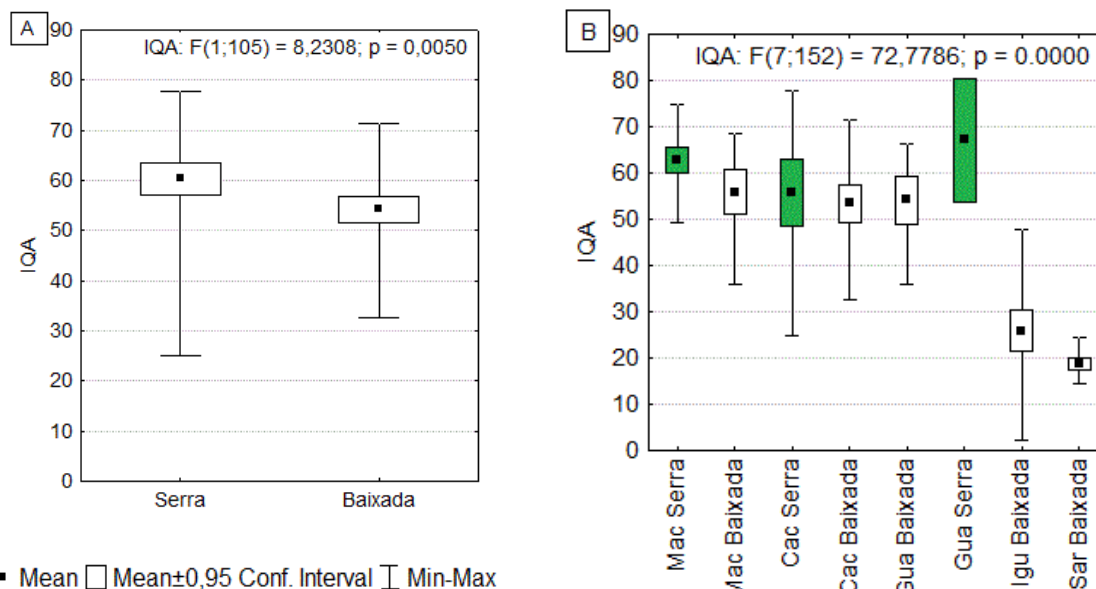 A
IQA: F(1;105) = 8,2308; p = 0,0050
90
80
70
60
50
40
30
20
10
0
IQA
Serra
Baixada
▪ Mean □ Mean±0,95 Conf. Interval ⌶ Min-Max
B
IQA: F(7;152) = 72,7786; p = 0.0000
90
80
70
60
50
40
30
20
10
0
IQA
Mac Serra
Mac Baixada
Cac Serra
Cac Baixada
Gua Baixada
Gua Serra
Igu Baixada
Sar Baixada